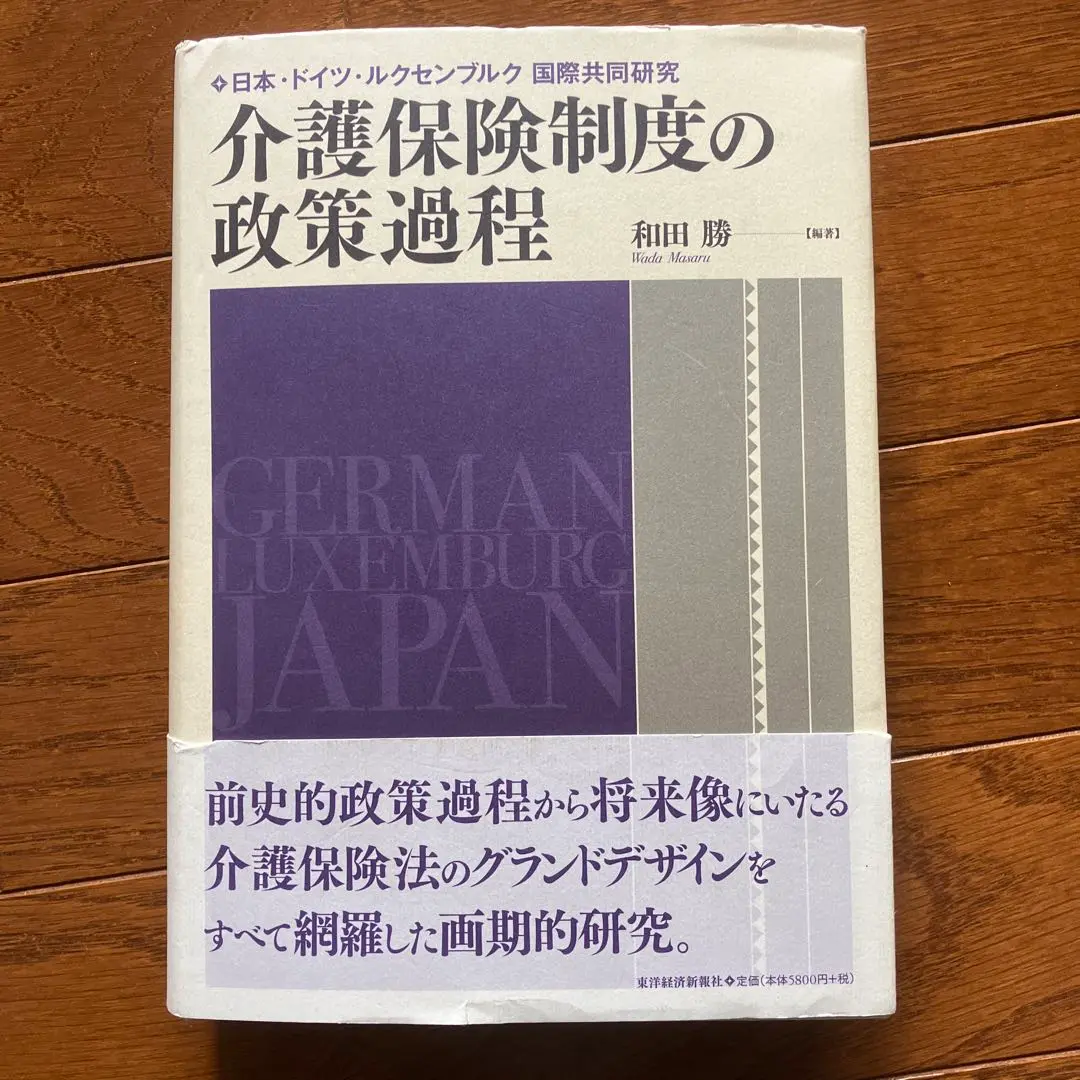 ✧日本・ドイツ・ルクセンブルク 国際共同研究
介護保険制度の
政策過程
和田 勝【編著】
Wada Masaru
GERMAN
LUXEMBURG
JAPAN
前史的政策過程から将来像にいたる
介護保険法のグランドデザインを
すべて網羅した画期的研究。
東洋経済新報社✧定価(本体5800円+税)